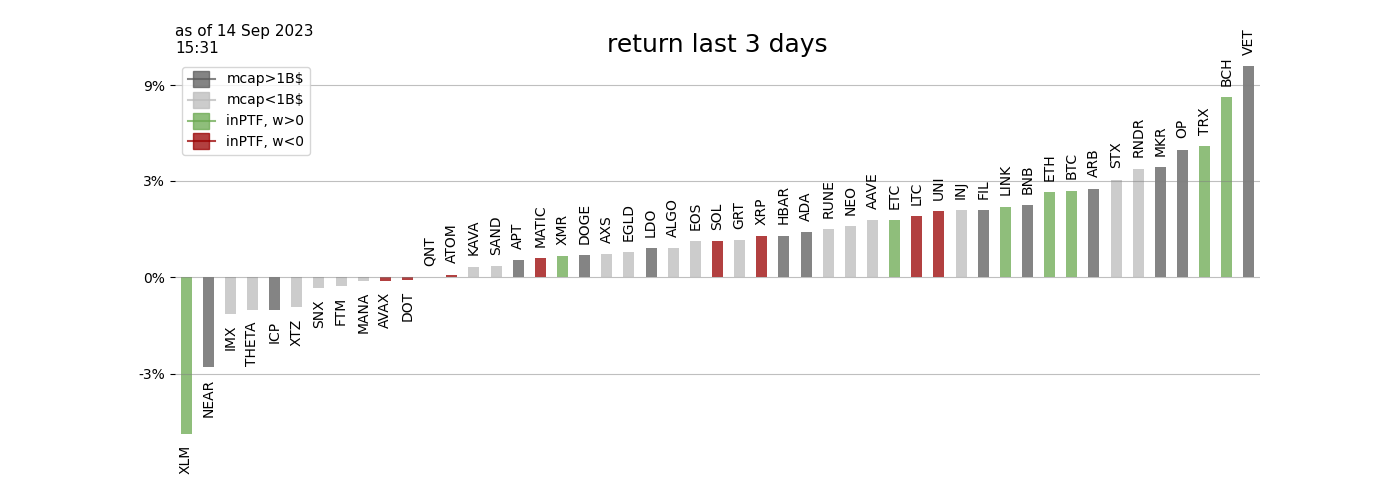 as of 14 Sep 2023
15:31
return last 3 days
mcap>1B$
mcap<1B$
inPTF, w>0
inPTF, w<0
9%
3%
0%
-3%
XLM
NEAR
IMX
THETA
ICP
XTZ
SNX
FTM
MANA
AVAX
DOT
QNT
ATOM
KAVA
SAND
APT
MATIC
XMR
DOGE
AXS
EGLD
LDO
ALGO
EOS
SOL
GRT
XRP
HBAR
ADA
RUNE
NEO
AAVE
ETC
LTC
UNI
INJ
FIL
LINK
BNB
ETH
BTC
ARB
STX
RNDR
MKR
OP
TRX
BCH
VET